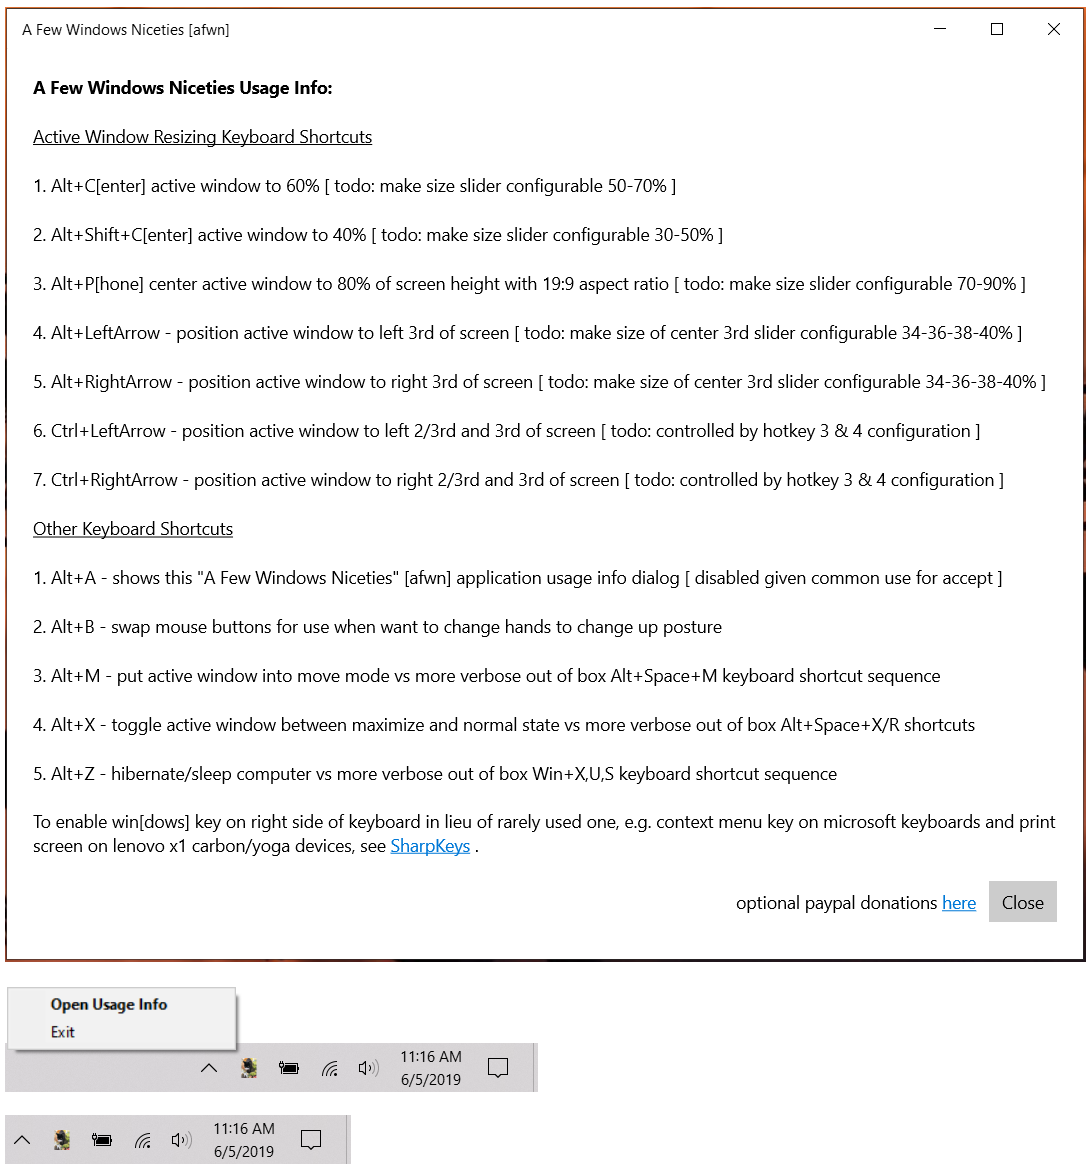 A Few Windows Niceties [afwn]
A Few Windows Niceties Usage Info:
Active Window Resizing Keyboard Shortcuts
1. Alt+C[enter] active window to 60% [ todo: make size slider configurable 50-70% ]
2. Alt+Shift+C[enter] active window to 40% [ todo: make size slider configurable 30-50% ]
3. Alt+P[hone] center active window to 80% of screen height with 19:9 aspect ratio [ todo: make size slider configurable 70-90% ]
4. Alt+LeftArrow - position active window to left 3rd of screen [ todo: make size of center 3rd slider configurable 34-36-38-40% ]
5. Alt+RightArrow - position active window to right 3rd of screen [ todo: make size of center 3rd slider configurable 34-36-38-40% ]
6. Ctrl+LeftArrow - position active window to left 2/3rd and 3rd of screen [ todo: controlled by hotkey 3 & 4 configuration ]
7. Ctrl+RightArrow - position active window to right 2/3rd and 3rd of screen [ todo: controlled by hotkey 3 & 4 configuration ]
Other Keyboard Shortcuts
1. Alt+A - shows this "A Few Windows Niceties" [afwn] application usage info dialog [ disabled given common use for accept ]
2. Alt+B - swap mouse buttons for use when want to change hands to change up posture
3. Alt+M - put active window into move mode vs more verbose out of box Alt+Space+M keyboard shortcut sequence
4. Alt+X - toggle active window between maximize and normal state vs more verbose out of box Alt+Space+X/R shortcuts
5. Alt+Z - hibernate/sleep computer vs more verbose out of box Win+X,U,S keyboard shortcut sequence
To enable win[dows] key on right side of keyboard in lieu of rarely used one, e.g. context menu key on microsoft keyboards and print
screen on lenovo x1 carbon/yoga devices, see SharpKeys .
optional paypal donations here Close
Open Usage Info
Exit
11:16 AM
6/5/2019
11:16 AM
6/5/2019